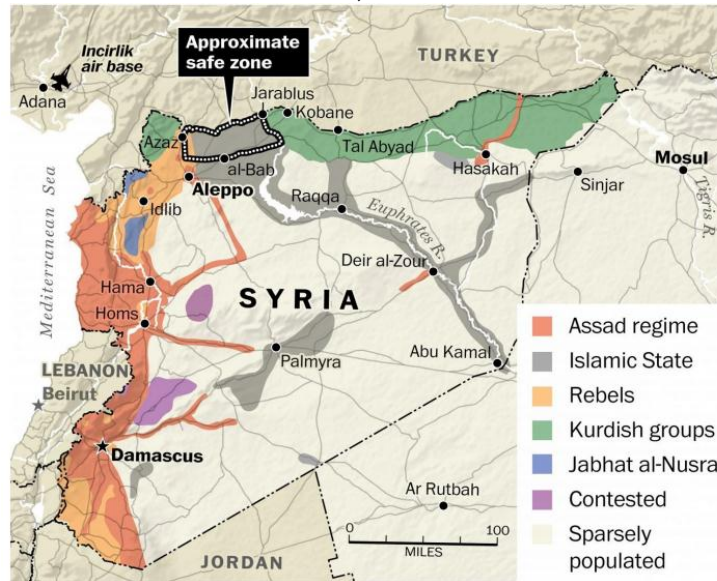 Incirlik
air base
Adana
Approximate
safe zone
TURKEY
Jarablus
Kobane
Azaz
Tal Abyad
al-Bab
Hasakah
Mosul
Aleppo
Sinjar
Tigris R.
Mediterranean Sea
Idlib
Raqqa
Euphrates R.
Deir al-Zour
Hama
SYRIA
Homs
Palmyra
Abu Kamal
LEBANON
Beirut
Damascus
Ar Rutbah
0
100
MILES
JORDAN
Assad regime
Islamic State
Rebels
Kurdish groups
Jabhat al-Nusra
Contested
Sparsely
populated